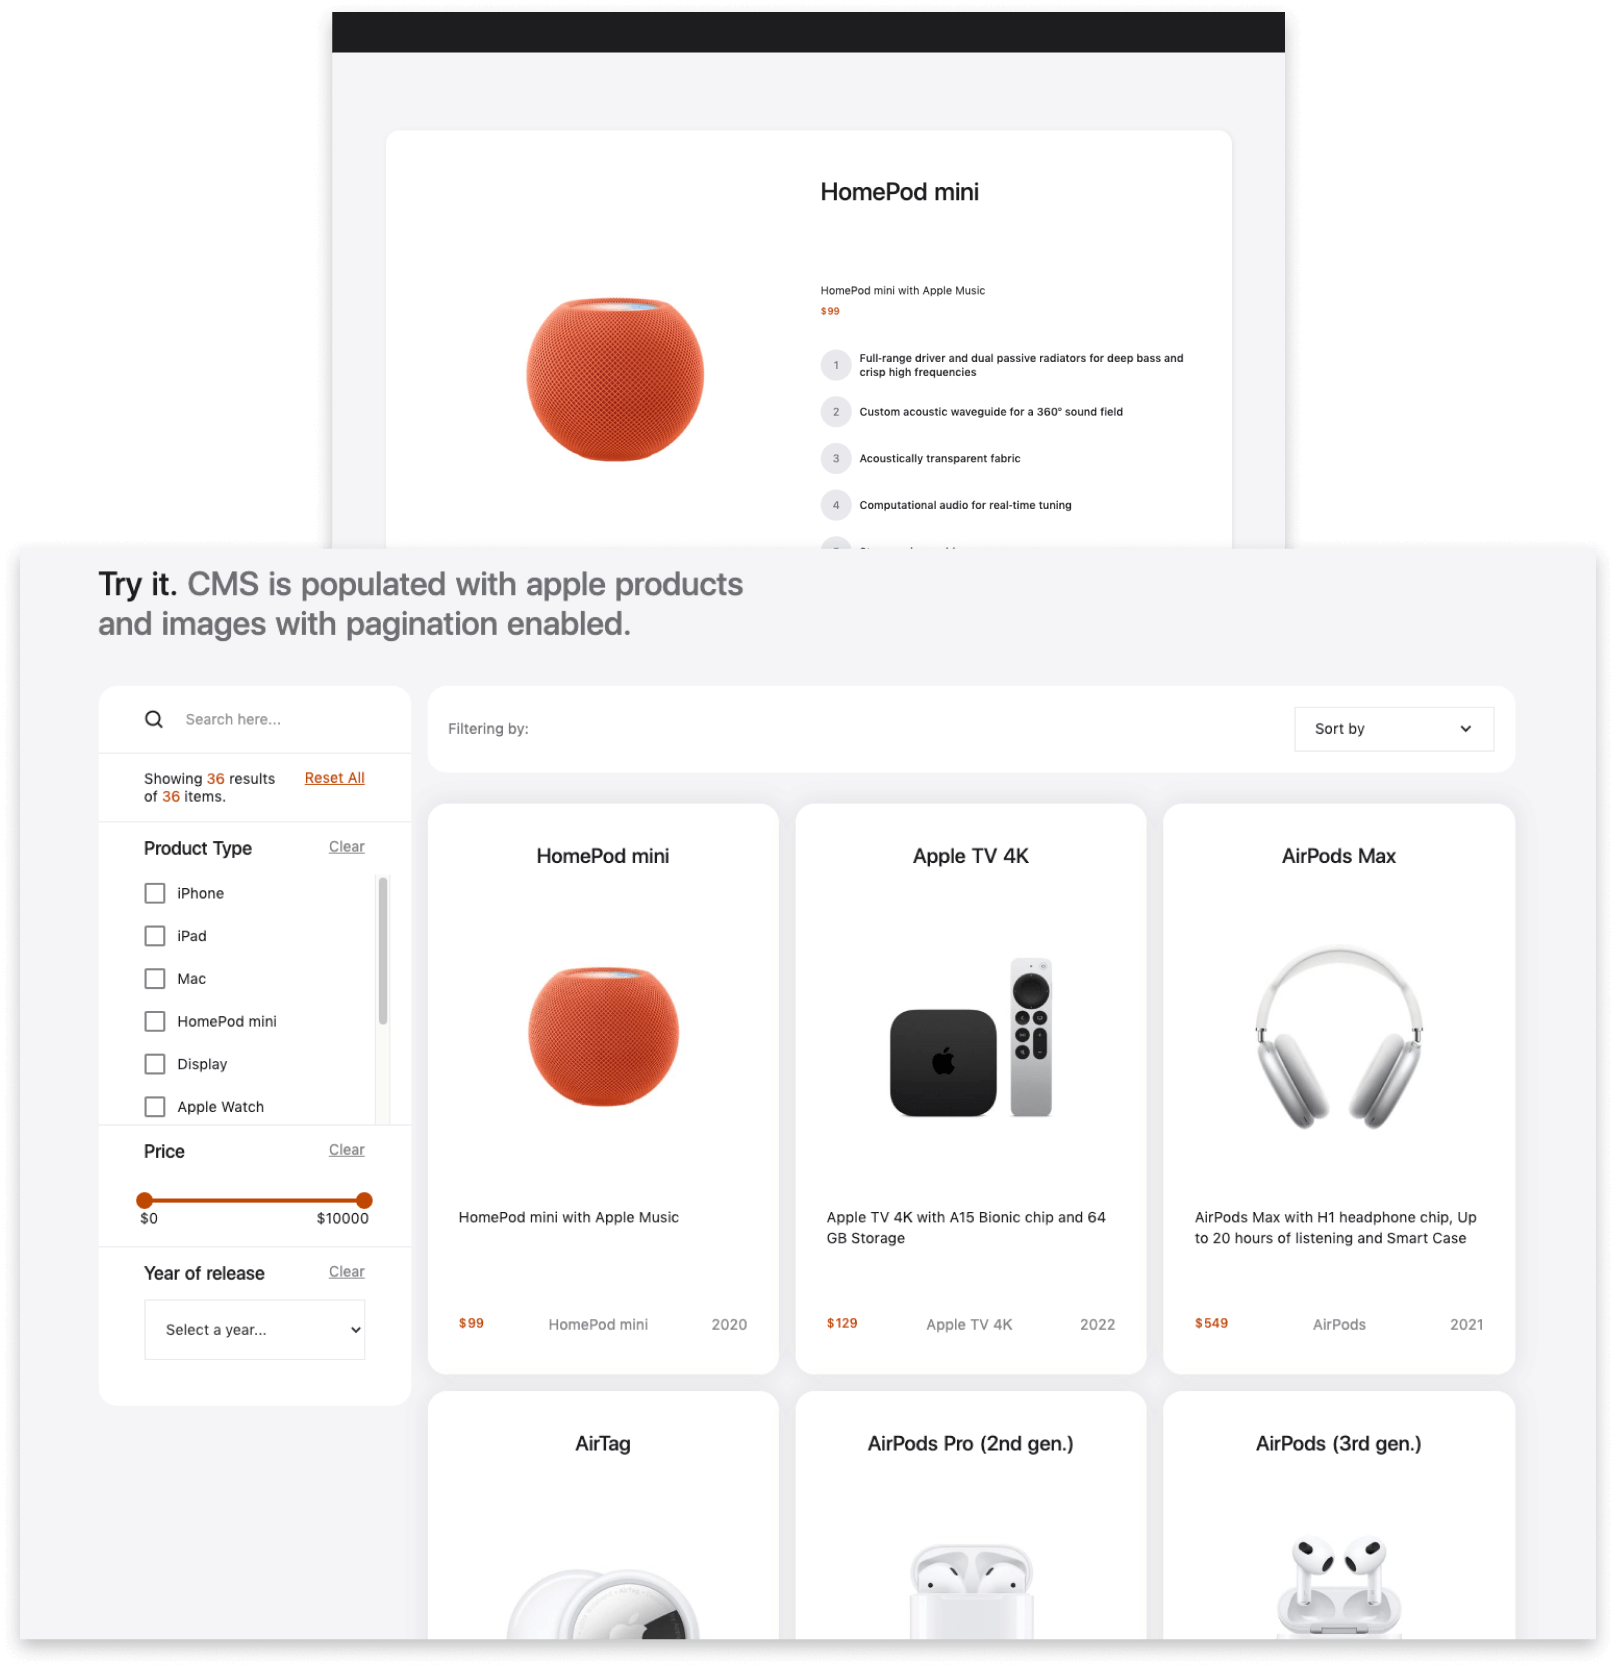 HomePod mini
HomePod mini with Apple Music
$99
1
Full-range driver and dual passive radiators for deep bass and
crisp high frequencies
2
Custom acoustic waveguide for a 360° sound field
3
Acoustically transparent fabric
4
Computational audio for real-time tuning
Try it. CMS is populated with apple products
and images with pagination enabled.
Search here...
Showing 36 results
of 36 items.
Reset All
Product Type
Clear
iPhone
iPad
Mac
HomePod mini
Display
Apple Watch
Price
Clear
$0
$10000
Year of release
Clear
Select a year...
Filtering by:
Sort by
HomePod mini
HomePod mini with Apple Music
$99
HomePod mini
2020
Apple TV 4K
Apple TV 4K with A15 Bionic chip and 64
GB Storage
$129
Apple TV 4K
2022
AirPods Max
AirPods Max with H1 headphone chip, Up
to 20 hours of listening and Smart Case
$549
AirPods
2021
AirTag
AirPods Pro (2nd gen.)
AirPods (3rd gen.)